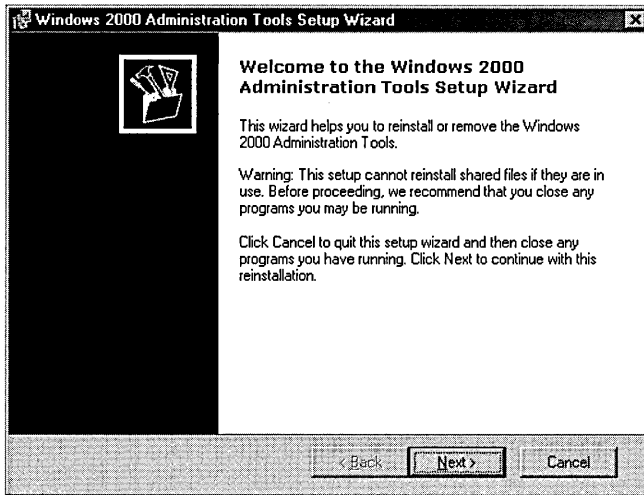 Windows 2000 Administration Tools Setup Wizard
Welcome to the Windows 2000
Administration Tools Setup Wizard
This wizard helps you to reinstall or remove the Windows
2000 Administration Tools.
Warning: This setup cannot reinstall shared files if they are in
use. Before proceeding, we recommend that you close any
programs you may be running.
Click Cancel to quit this setup wizard and then close any
programs you have running. Click Next to continue with this
reinstallation.
< Back Next > Cancel